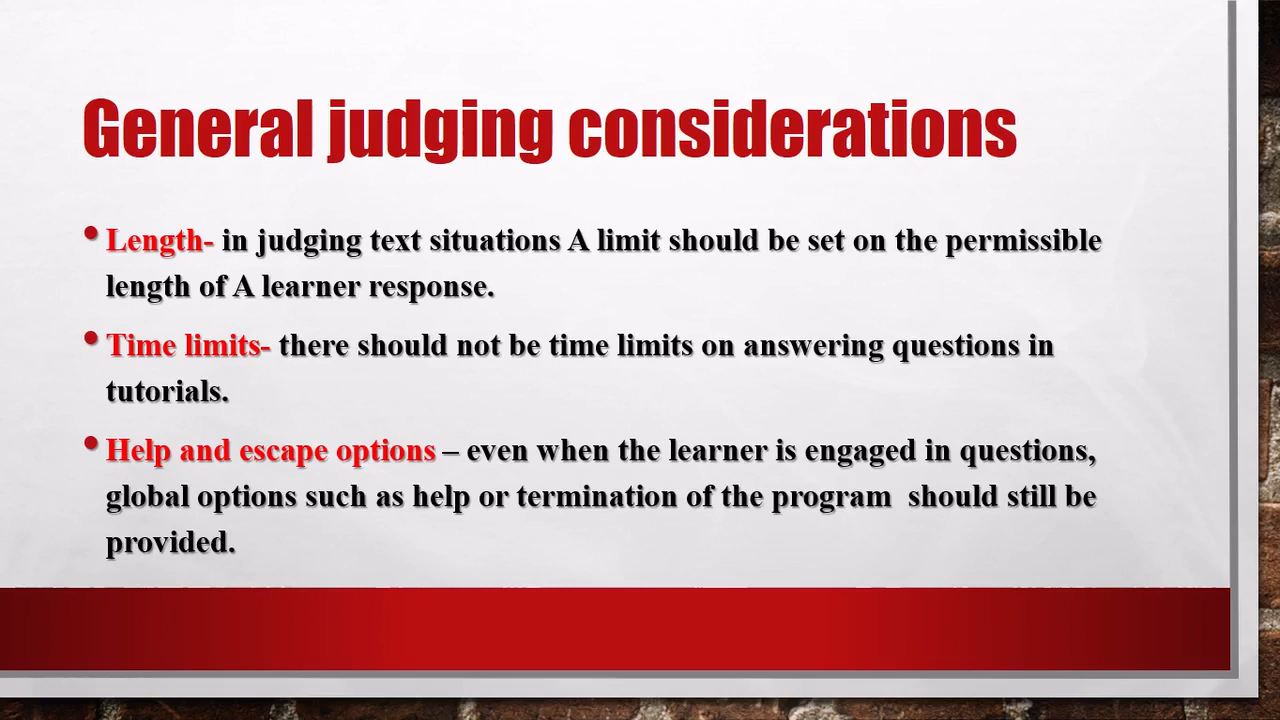 General judging considerations
•Length- in judging text situations A limit should be set on the permissible
length of A learner response.
•Time limits- there should not be time limits on answering questions in
tutorials.
•Help and escape options – even when the learner is engaged in questions,
global options such as help or termination of the program  should still be
provided.